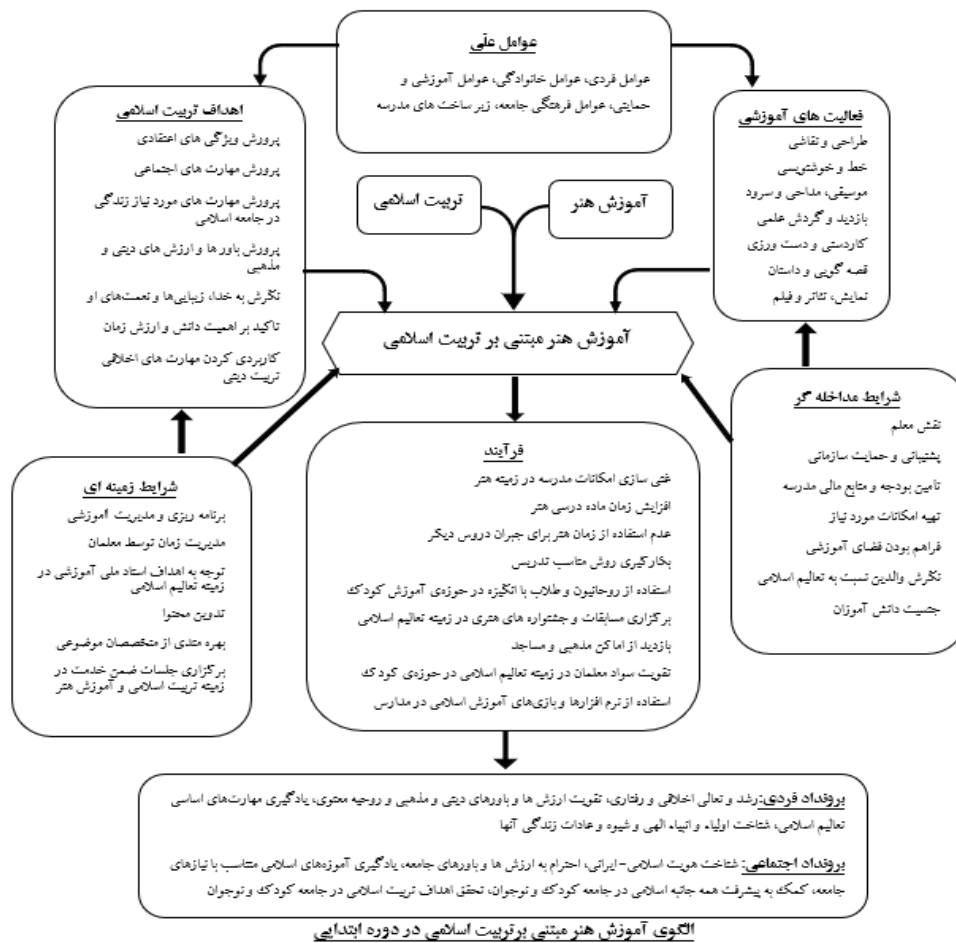 عوامل علّی
عوامل فردی، عوامل خانوادگی، عوامل آموزشی و
حمایتی، عوامل فرهنگی جامعه، زیر ساخت های مدرسه
فعالیت های آموزشی
طراحی و نقاشی
خط و خوشنویسی
موسیقی، مداحی و سرود
بازدید و گردش علمی
کاردستی و دست ورزی
قصه گویی و داستان
نمایش، تئاتر و فیلم
اهداف تربیت اسلامی
پرورش ویژگی های اعتقادی
پرورش مهارت های اجتماعی
پرورش مهارت های مورد نیاز زندگی
در جامعه اسلامی
پرورش باور ها و ارزش های دینی و
مذهبی
نگرش به خدا، زیبایی‌ها و نعمت‌های او
تاکید بر اهمیت دانش و ارزش زمان
کاربردی کردن مهارت های اخلاقی
تربیت دینی
آموزش هنر
تربیت اسلامی
آموزش هنر مبتنی بر تربیت اسلامی
شرایط مداخله گر
نقش معلم
پشتیبانی و حمایت سازمانی
تامین بودجه و منابع مالی مدرسه
تهیه امکانات مورد نیاز
فراهم بودن فضای آموزشی
نگرش والدین نسبت به تعالیم اسلامی
جنسیت دانش آموزان
فرآیند
غنی سازی امکانات مدرسه در زمینه هنر
افزایش زمان ماده درسی هنر
عدم استفاده از زمان هنر برای جبران دروس دیگر
بکارگیری روش مناسب تدریس
استفاده از روحانیون و طلاب با انگیزه در حوزه‌ی آموزش کودک
برگزاری مسابقات و جشنواره های هنری در زمینه تعالیم اسلامی
بازدید از اماکن مذهبی و مساجد
تقویت سواد معلمان در زمینه تعالیم اسلامی در حوزه‌ی کودک
استفاده از نرم افزارها و بازی‌های آموزش اسلامی در مدارس
شرایط زمینه ای
برنامه ریزی و مدیریت آموزشی
مدیریت زمان توسط معلمان
توجه به اهداف اسناد ملی آموزشی در
زمینه تعالیم اسلامی
تدوین محتوا
بهره مندی از متخصصان موضوعی
برگزاری جلسات ضمن خدمت در
زمینه تربیت اسلامی و آموزش هنر
برونداد فردی: رشد و تعالی اخلاقی و رفتاری، تقویت ارزش ها و باورهای دینی و مذهبی و روحیه معنوی، یادگیری مهارت‌های اساسی
تعالیم اسلامی، شناخت اولیاء و انبیاء الهی و شیوه و عادات زندگی آنها
برونداد اجتماعی: شناخت هویت اسلامی- ایرانی، احترام به ارزش ها و باورهای جامعه، یادگیری آموزه‌های اسلامی متناسب با نیازهای
جامعه، کمک به پیشرفت همه جانبه اسلامی در جامعه کودک و نوجوان، تحقق اهداف تربیت اسلامی در جامعه کودک و نوجوان
الگوی آموزش هنر مبتنی برتربیت اسلامی در دوره ابتدایی